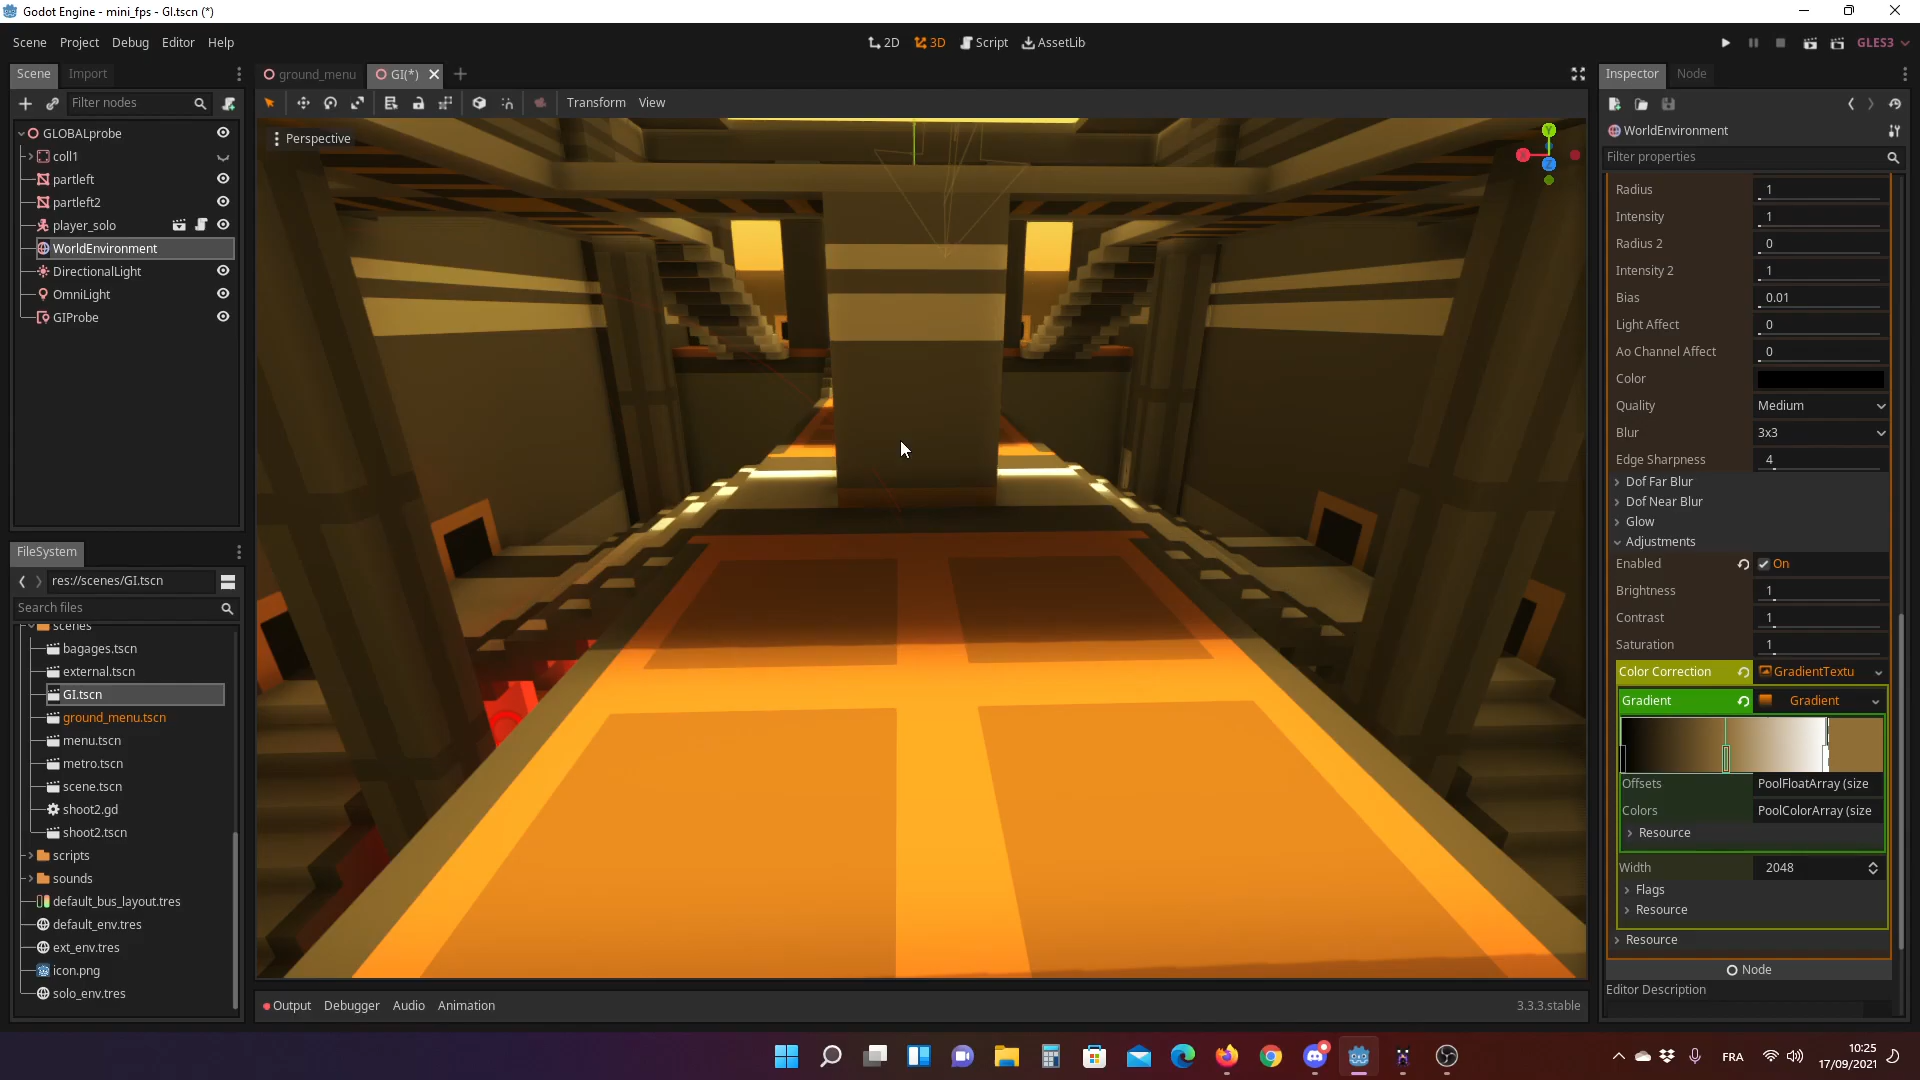 Godot Engine - mini_fps - GI.tscn (*)
Scene Project Debug Editor Help
2D 3D Script AssetLib
GLES3
Scene Import
ground_menu GI(*)
Inspector Node
Filter nodes
Transform View
GLOBALprobe
coll1
partleft
partleft2
player_solo
WorldEnvironment
DirectionalLight
OmniLight
GIProbe
Perspective
Y
X
Z
WorldEnvironment
Filter properties
Radius 1
Intensity 1
Radius 2 0
Intensity 2 1
Bias 0.01
Light Affect 0
Ao Channel Affect 0
Color
Quality Medium
Blur 3x3
Edge Sharpness 4
Dof Far Blur
Dof Near Blur
Glow
Adjustments
Enabled On
Brightness 1
Contrast 1
Saturation 1
Color Correction GradientTextu
Gradient Gradient
Offsets PoolFloatArray (size
Colors PoolColorArray (size
Resource
Width 2048
Flags
Resource
Resource
Node
Editor Description
FileSystem
res://scenes/GI.tscn
Search files
scenes
bagages.tscn
external.tscn
GI.tscn
ground_menu.tscn
menu.tscn
metro.tscn
scene.tscn
shoot2.gd
shoot2.tscn
scripts
sounds
default_bus_layout.tres
default_env.tres
ext_env.tres
icon.png
solo_env.tres
Output Debugger Audio Animation
3.3.3.stable
FRA
10:25
17/09/2021